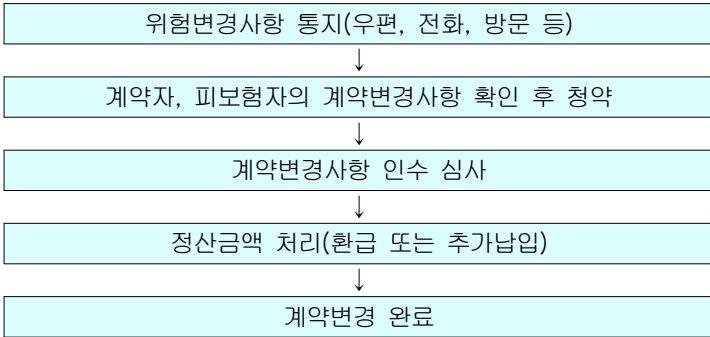 위험변경사항 통지(우편, 전화, 방문 등)
↓
계약자, 피보험자의 계약변경사항 확인 후 청약
↓
계약변경사항 인수 심사
↓
정산금액 처리(환급 또는 추가납입)
↓
계약변경 완료